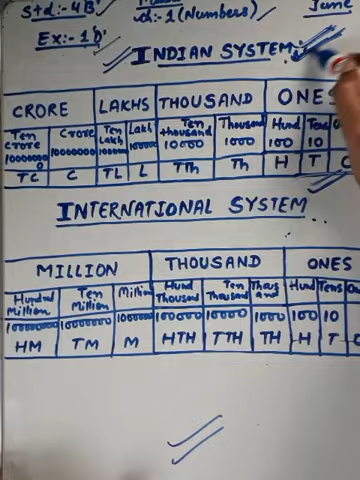 Std:- 4B June
ch:- 1 (Numbers)
Ex:- 1B
INDIAN SYSTEM
CRORE LAKHS THOUSAND ONES
Ten Crore Crore Ten Lakh Lakh Ten Thousand Thousand Hund Tens
10000000 100000 10000 1000 100 10
TC C TL L TTh Th H T O
INTERNATIONAL SYSTEM
MILLION THOUSAND ONES
Hundred Million Ten Million Million Hund Thousand Ten Thousand Thousand Hund Tens On
100000000 10000000 1000000 100000 10000 1000 100 10
HM TM M HTH TTH TH H T O